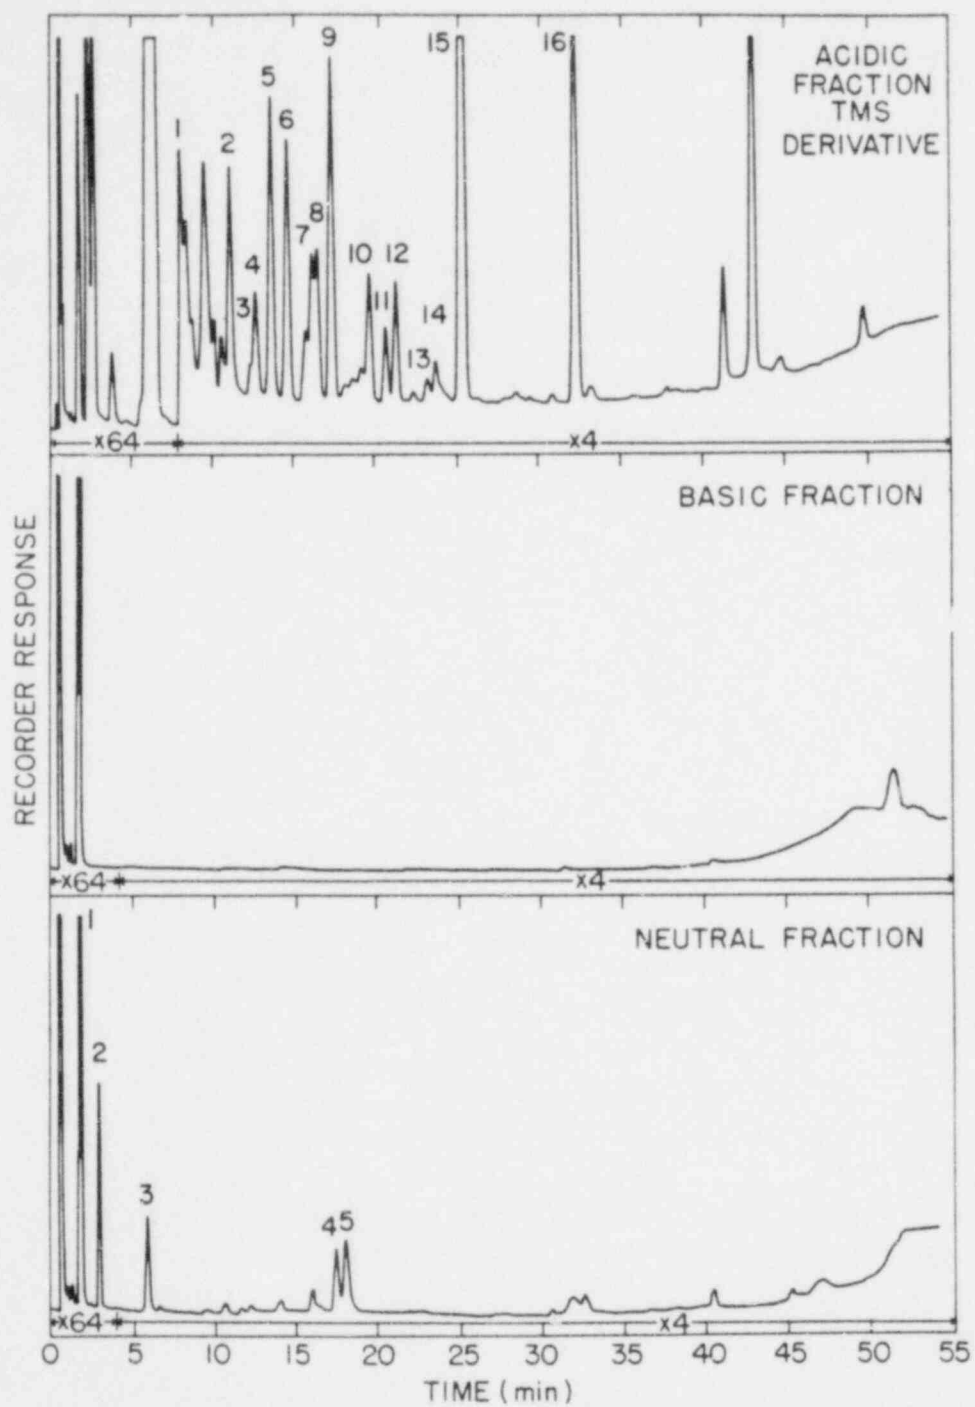 ACIDIC
FRACTION
TMS
DERIVATIVE
1
2
3
4
5
6
7
8
9
10
11
12
13
14
15
16
x64
x4
BASIC FRACTION
x64
x4
NEUTRAL FRACTION
1
2
3
4 5
x64
x4
RECORDER RESPONSE
0 5 10 15 20 25 30 35 40 45 50 55
TIME (min)